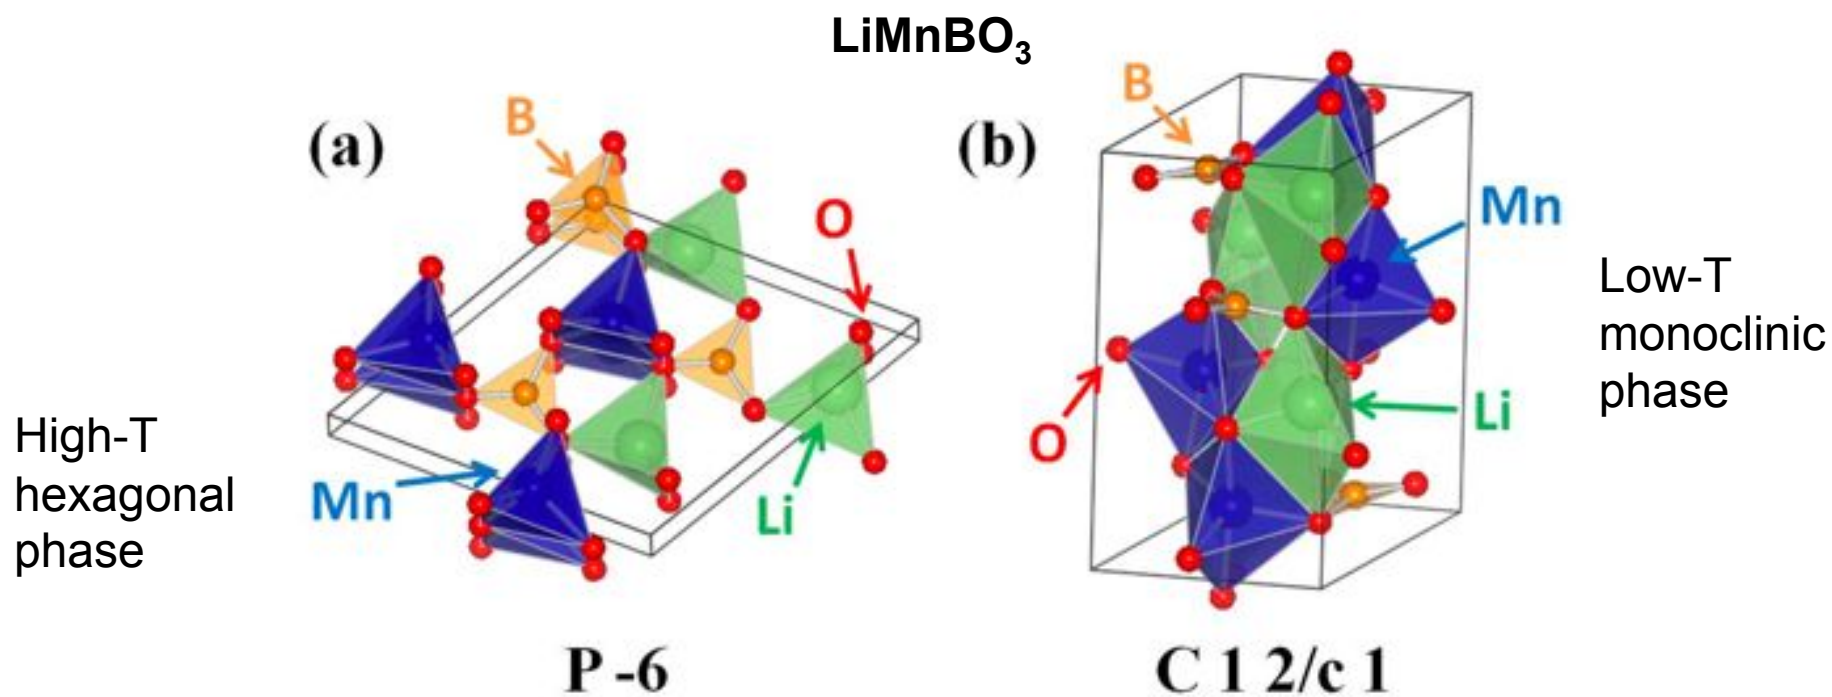 LiMnBO₃
(a)
B
O
High-T
hexagonal
phase
Mn
Li
P -6
(b)
B
Mn
O
Li
Low-T
monoclinic
phase
C 1 2/c 1